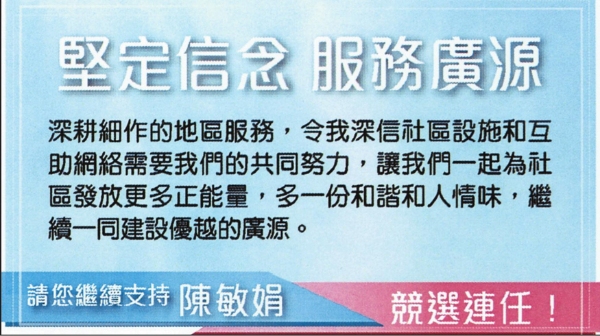 堅定信念 服務廣源
深耕細作的地區服務，令我深信社區設施和互
助網絡需要我們的共同努力，讓我們一起為社
區發放更多正能量，多一份和諧和人情味，繼
續一同建設優越的廣源。
請您繼續支持 陳敏娟 競選連任！